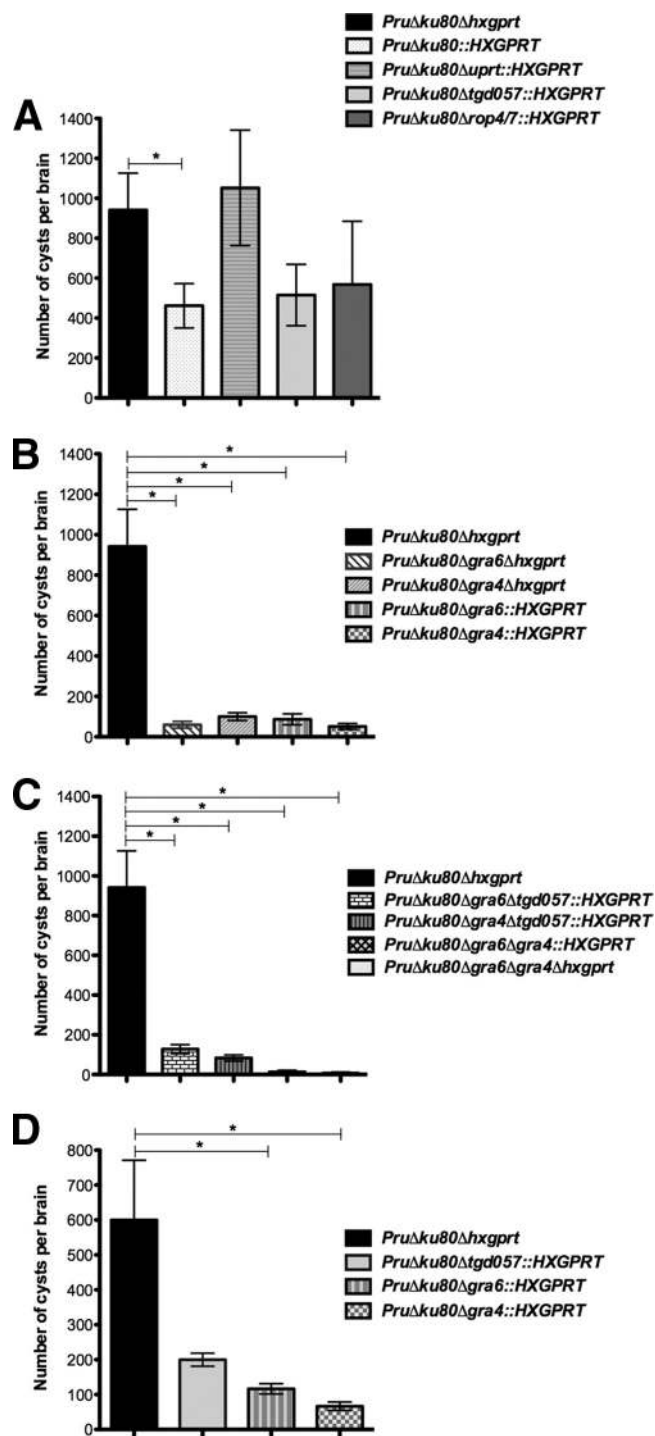 PruΔku80Δhxgprt
PruΔku80::HXGPRT
PruΔku80Δuprt::HXGPRT
PruΔku80Δtgd057::HXGPRT
PruΔku80Δrop4/7::HXGPRT
A
Number of cysts per brain
1400
1200
1000
800
600
400
200
0
*
B
Number of cysts per brain
1400
1200
1000
800
600
400
200
0
*
*
*
*
PruΔku80Δhxgprt
PruΔku80Δgra6Δhxgprt
PruΔku80Δgra4Δhxgprt
PruΔku80Δgra6::HXGPRT
PruΔku80Δgra4::HXGPRT
C
Number of cysts per brain
1400
1200
1000
800
600
400
200
0
*
*
*
*
PruΔku80Δhxgprt
PruΔku80Δgra6Δtgd057::HXGPRT
PruΔku80Δgra4Δtgd057::HXGPRT
PruΔku80Δgra6Δgra4::HXGPRT
PruΔku80Δgra6Δgra4Δhxgprt
D
Number of cysts per brain
800
700
600
500
400
300
200
100
0
*
*
PruΔku80Δhxgprt
PruΔku80Δtgd057::HXGPRT
PruΔku80Δgra6::HXGPRT
PruΔku80Δgra4::HXGPRT